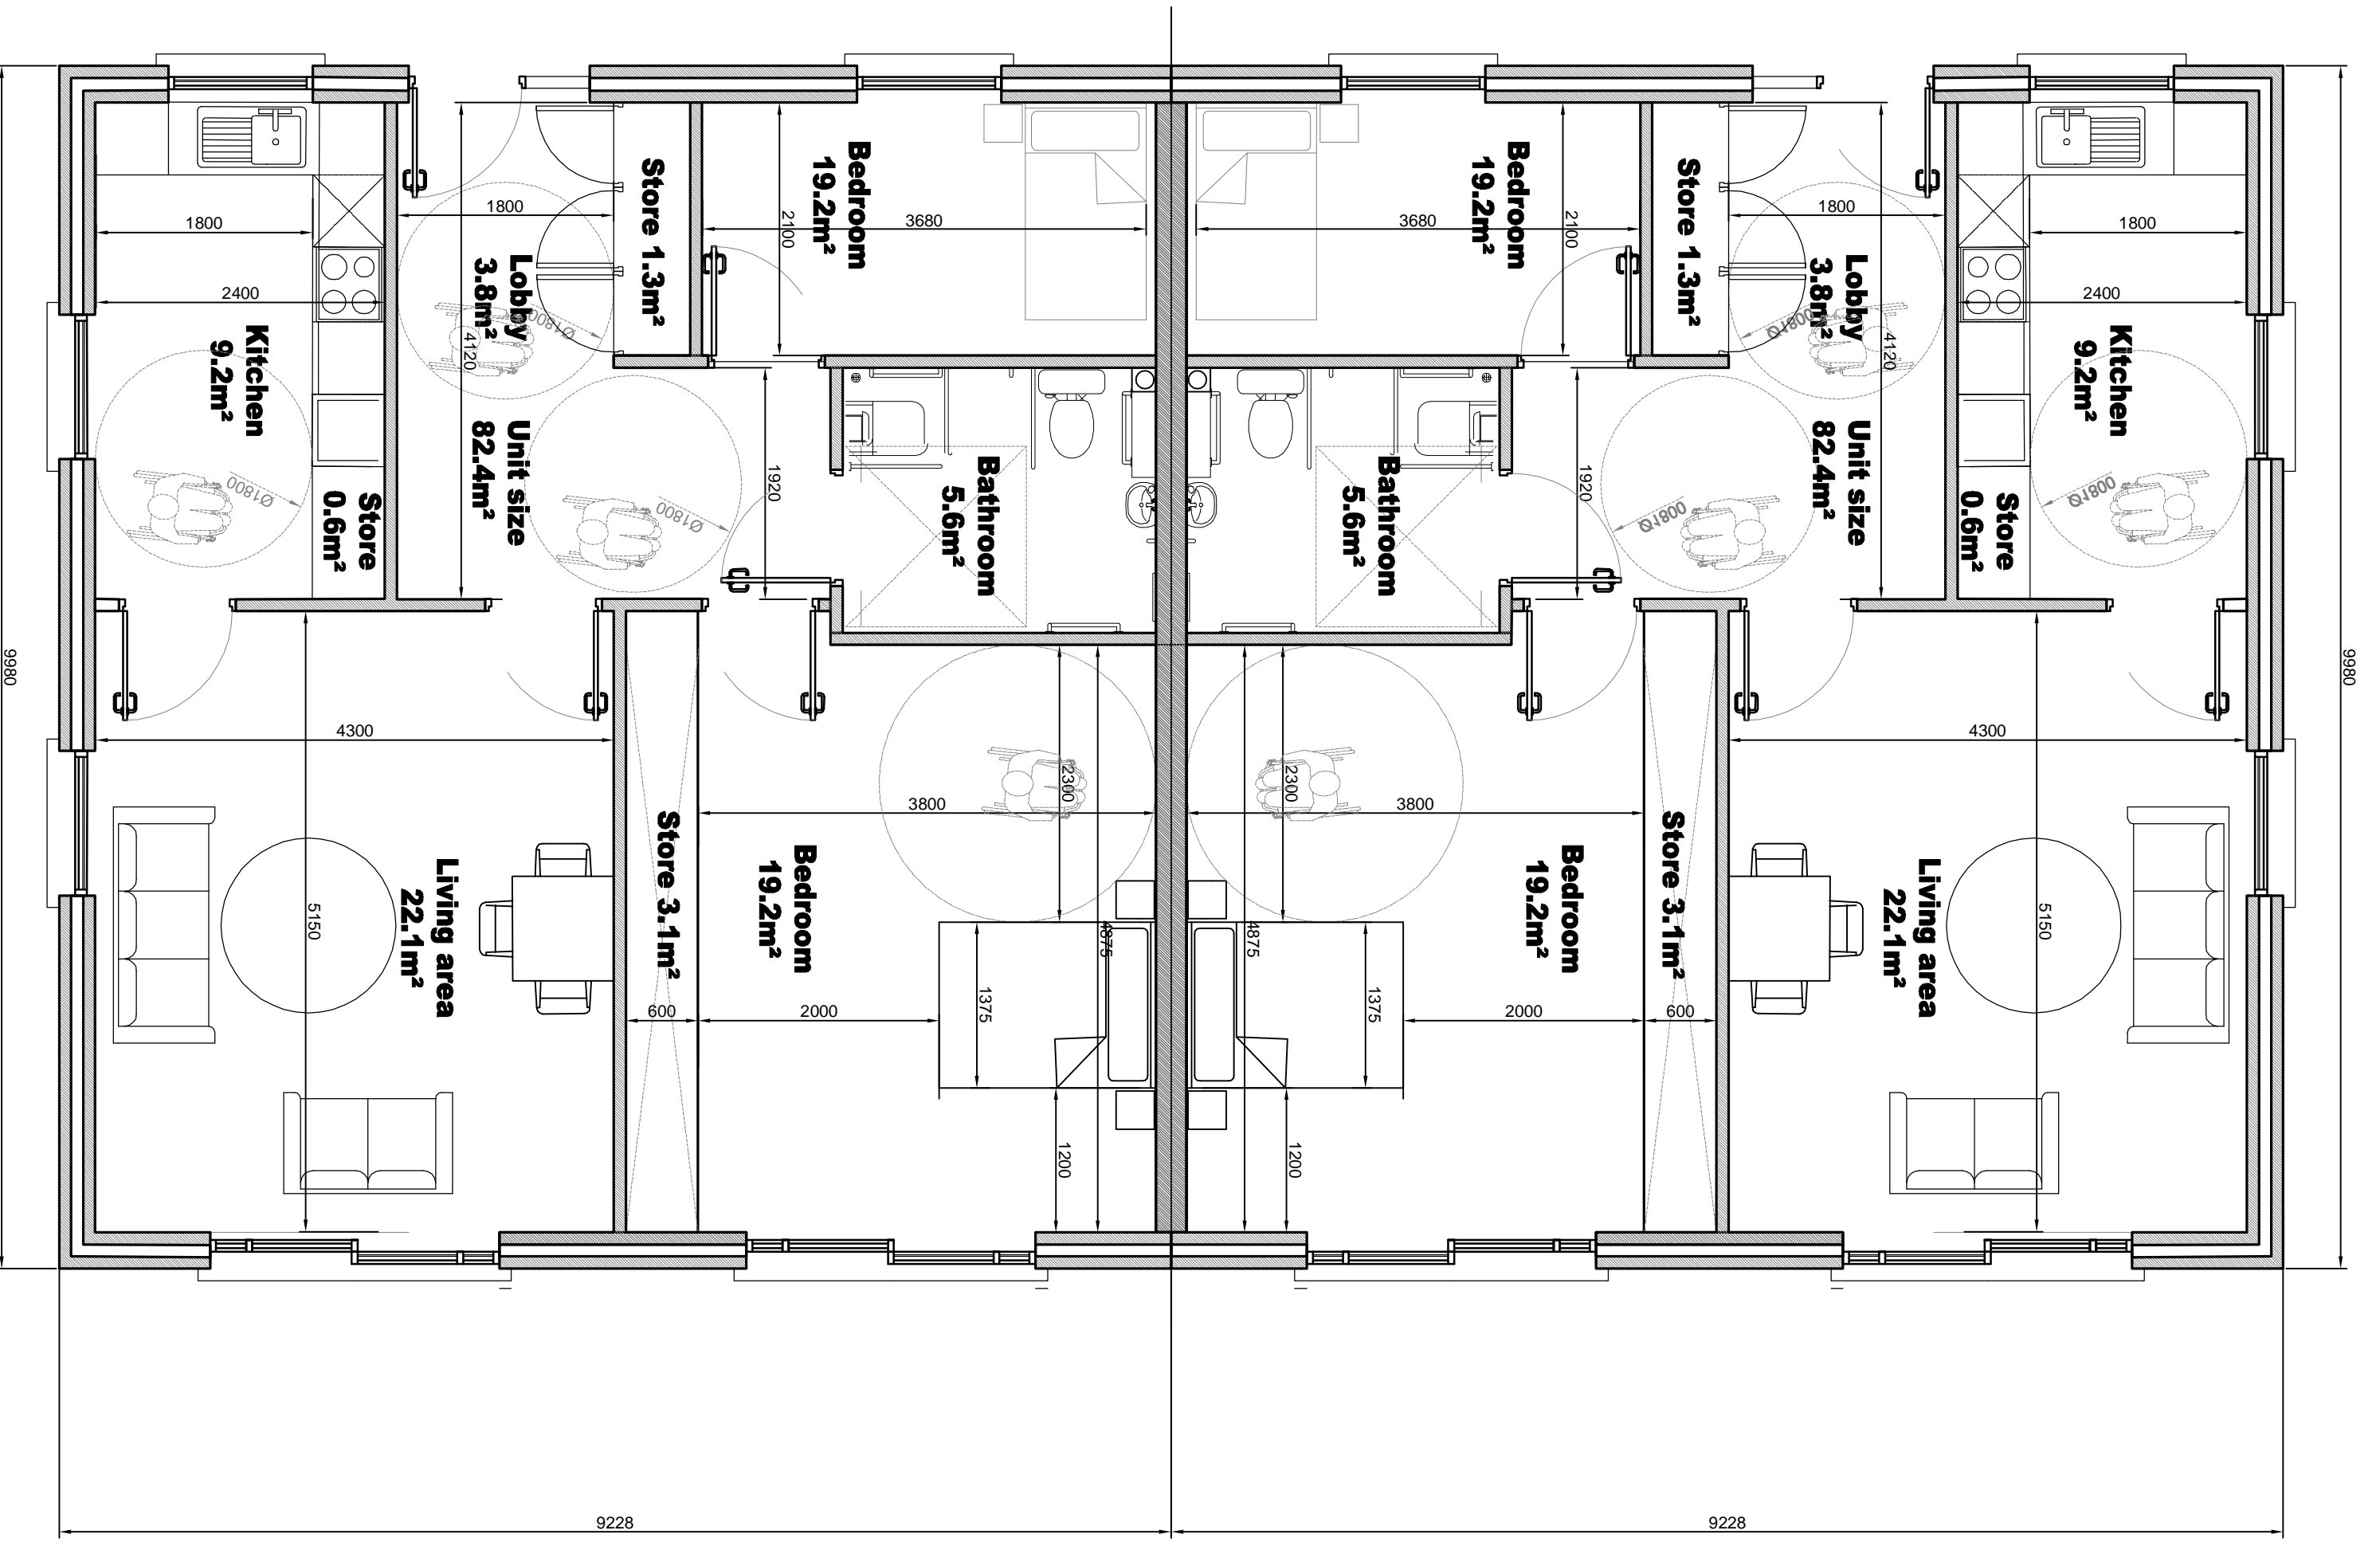 Bedroom
19.2m²
Bedroom
19.2m²
Store 1.3m²
Store 1.3m²
1800
1800
1800
1800
3680
3680
2100
2100
Lobby
3.8m²
Lobby
3.8m²
2400
2400
Ø1800
Ø1800
4120
4120
Kitchen
9.2m²
Kitchen
9.2m²
Unit size
82.4m²
Unit size
82.4m²
Bathroom
5.6m²
Bathroom
5.6m²
1920
1920
Store
0.6m²
Store
0.6m²
Ø1800
Ø1800
Ø1800
Ø1800
9980
9980
4300
4300
2300
2300
3800
3800
Store 3.1m²
Store 3.1m²
Bedroom
19.2m²
Bedroom
19.2m²
Living area
22.1m²
Living area
22.1m²
5150
5150
4875
4875
1375
1375
600
2000
2000
600
1200
1200
9228
9228